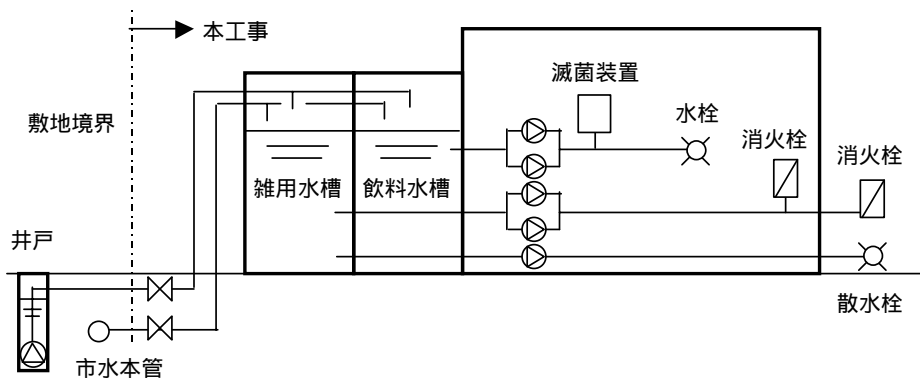 本工事
滅菌装置
水栓
消火栓
消火栓
敷地境界
雑用水槽
飲料水槽
井戸
散水栓
市水本管